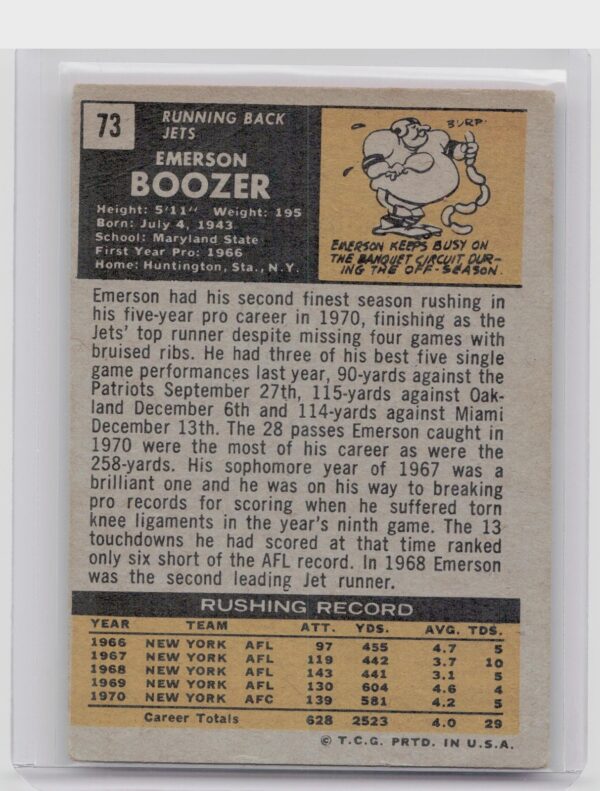 73
RUNNING BACK
JETS
EMERSON
BOOZER
Height: 5'11" Weight: 195
Born: July 4, 1943
School: Maryland State
First Year Pro: 1966
Home: Huntington, Sta., N.Y.
BURP
EMERSON KEEPS BUSY ON
THE BANQUET CIRCUIT DUR-
ING THE OFF-SEASON.
Emerson had his second finest season rushing in
his five-year pro career in 1970, finishing as the
Jets' top runner despite missing four games with
bruised ribs. He had three of his best five single
game performances last year, 90-yards against the
Patriots September 27th, 115-yards against Oak-
land December 6th and 114-yards against Miami
December 13th. The 28 passes Emerson caught in
1970 were the most of his career as were the
258-yards. His sophomore year of 1967 was a
brilliant one and he was on his way to breaking
pro records for scoring when he suffered torn
knee ligaments in the year's ninth game. The 13
touchdowns he had scored at that time ranked
only six short of the AFL record. In 1968 Emerson
was the second leading Jet runner.
RUSHING RECORD
YEAR TEAM ATT. YDS. AVG. TDS.
1966 NEW YORK AFL 97 455 4.7 5
1967 NEW YORK AFL 119 442 3.7 10
1968 NEW YORK AFL 143 441 3.1 5
1969 NEW YORK AFL 130 604 4.6 4
1970 NEW YORK AFC 139 581 4.2 5
Career Totals 628 2523 4.0 29
© T.C.G. PRTD. IN U.S.A.